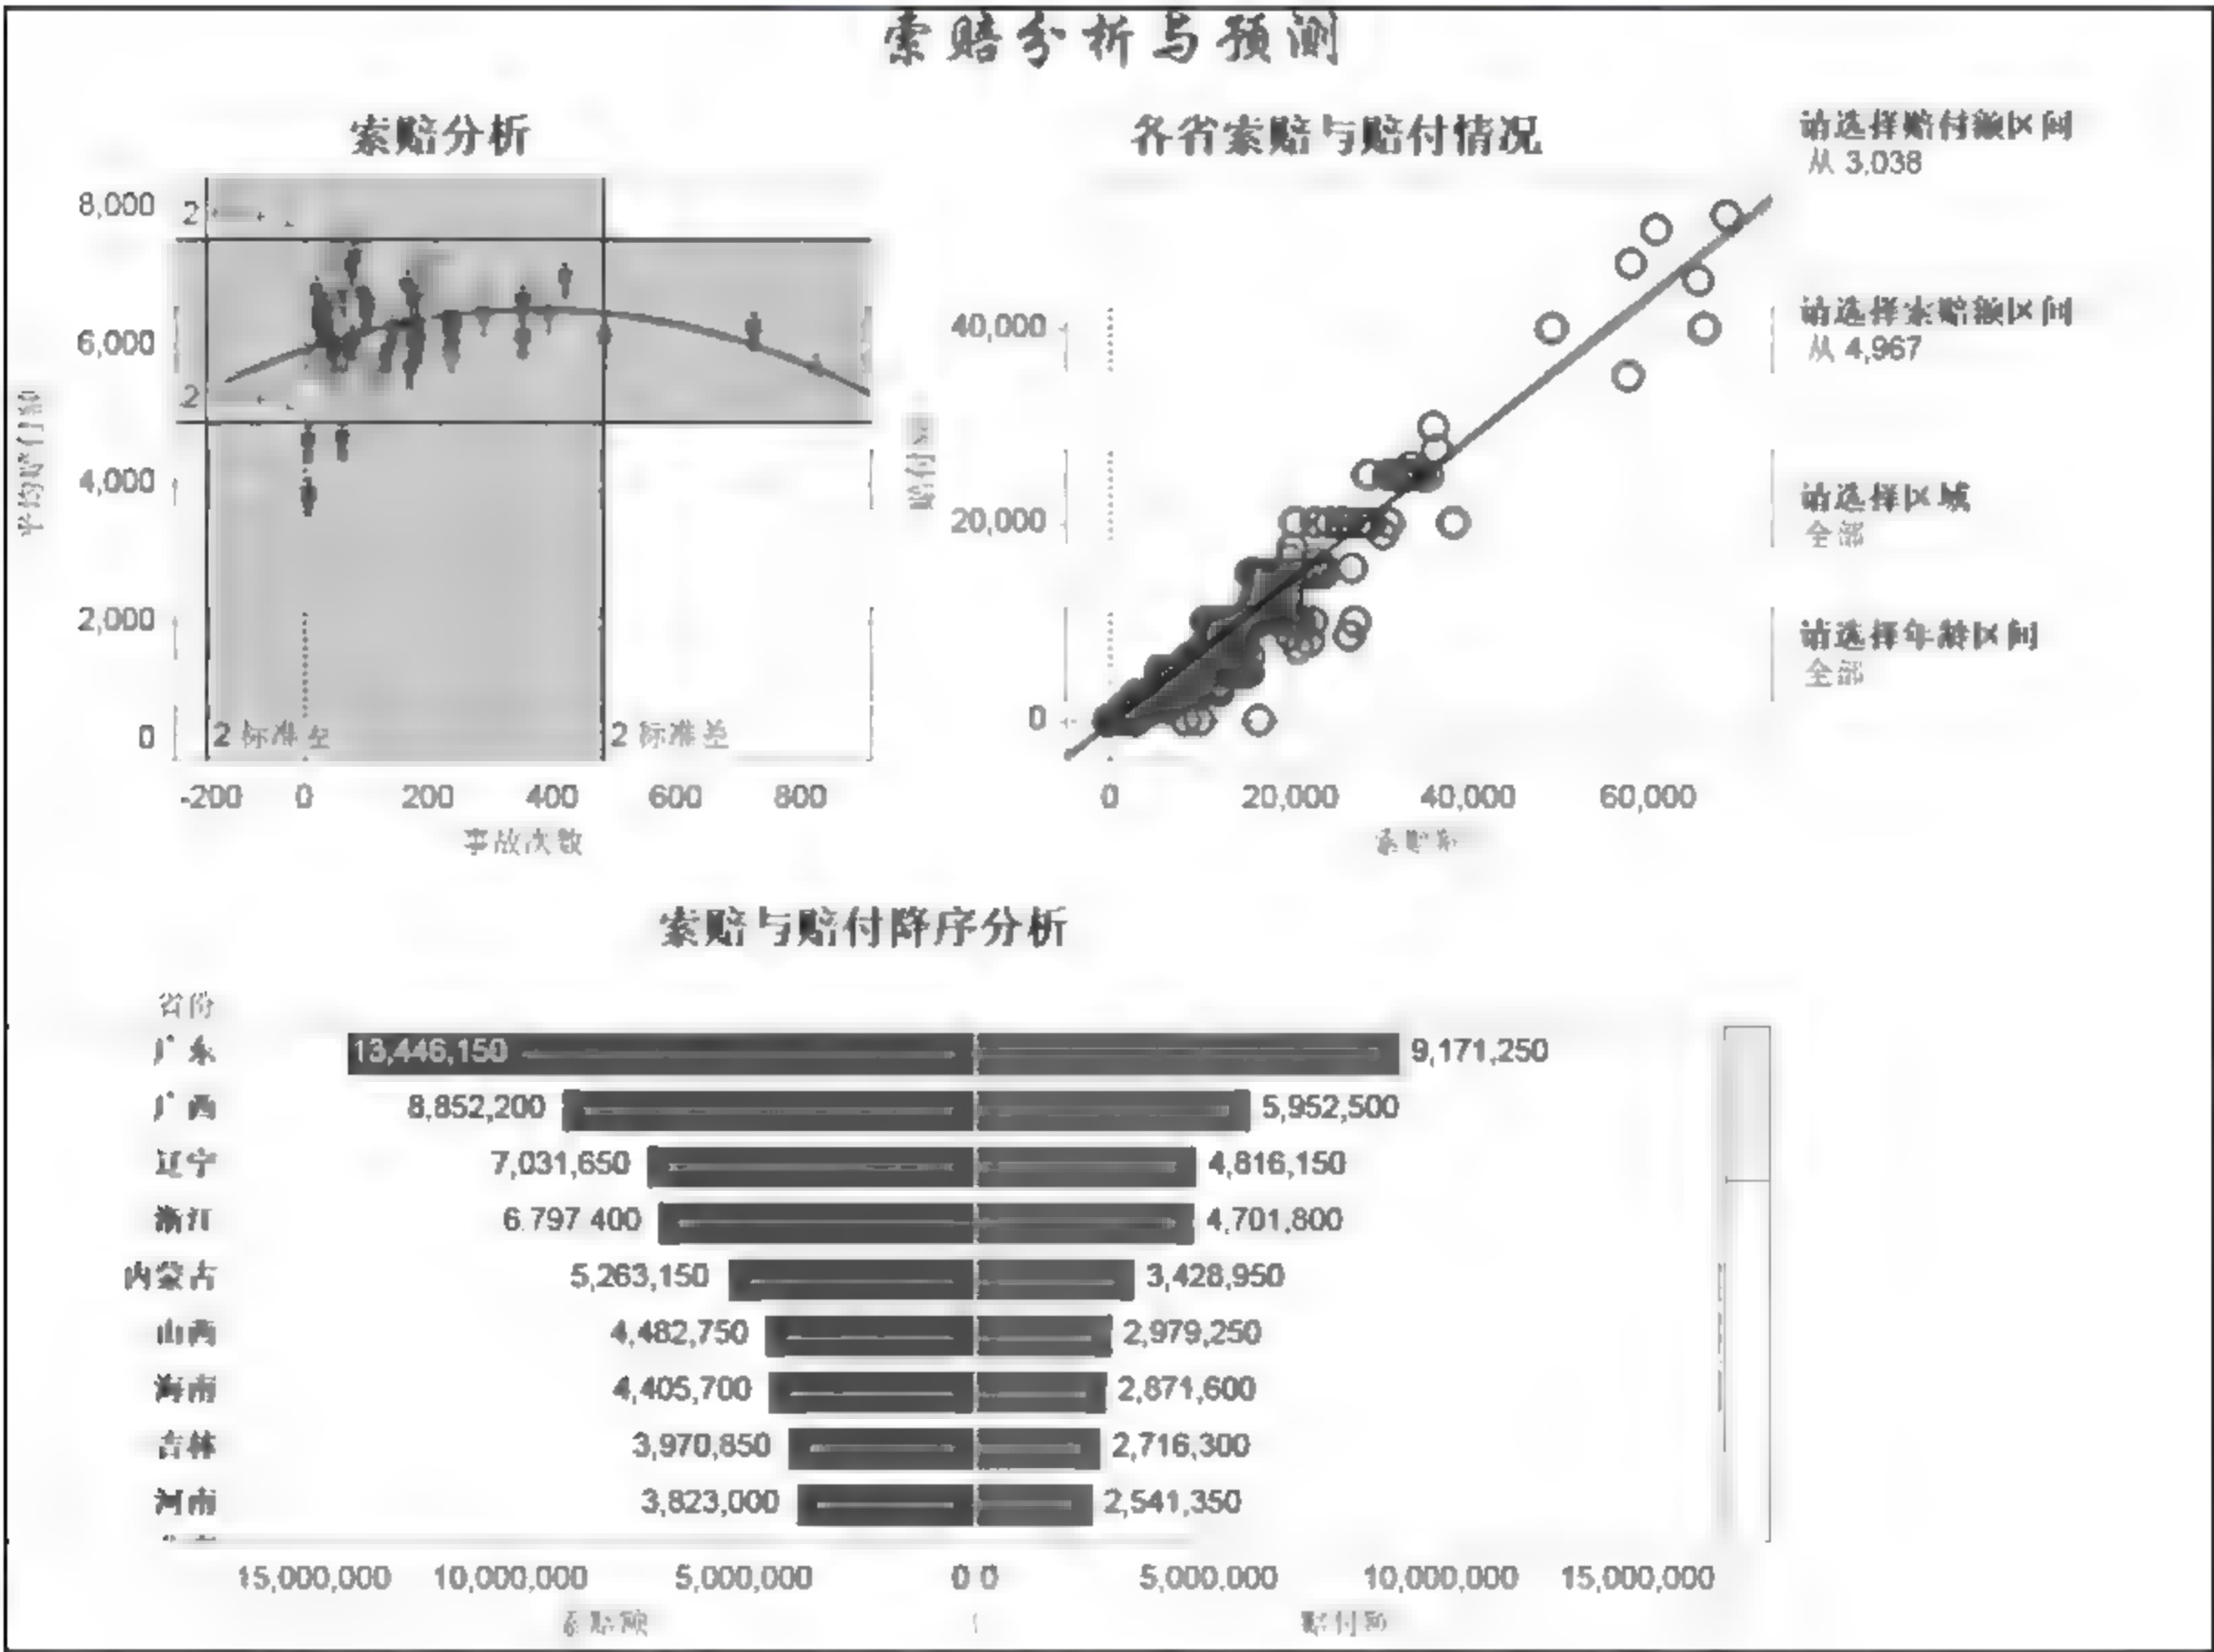 索赔分析与预测
索赔分析
8,000
6,000
4,000
2,000
0
2
2
2 标准差
2 标准差
-200 0 200 400 600 800
事故次数
各省索赔与赔付情况
40,000
20,000
0
0 20,000 40,000 60,000
索赔额
请选择赔付额区间
从 3,038
请选择索赔额区间
从 4,967
请选择区域
全部
请选择年龄区间
全部
索赔与赔付降序分析
省份
广东 13,446,150 9,171,250
广西 8,852,200 5,952,500
辽宁 7,031,650 4,816,150
浙江 6,797,400 4,701,800
内蒙古 5,263,150 3,428,950
山西 4,482,750 2,979,250
海南 4,405,700 2,871,600
吉林 3,970,850 2,716,300
河南 3,823,000 2,541,350
15,000,000 10,000,000 5,000,000 0 0 5,000,000 10,000,000 15,000,000
索赔额 赔付额